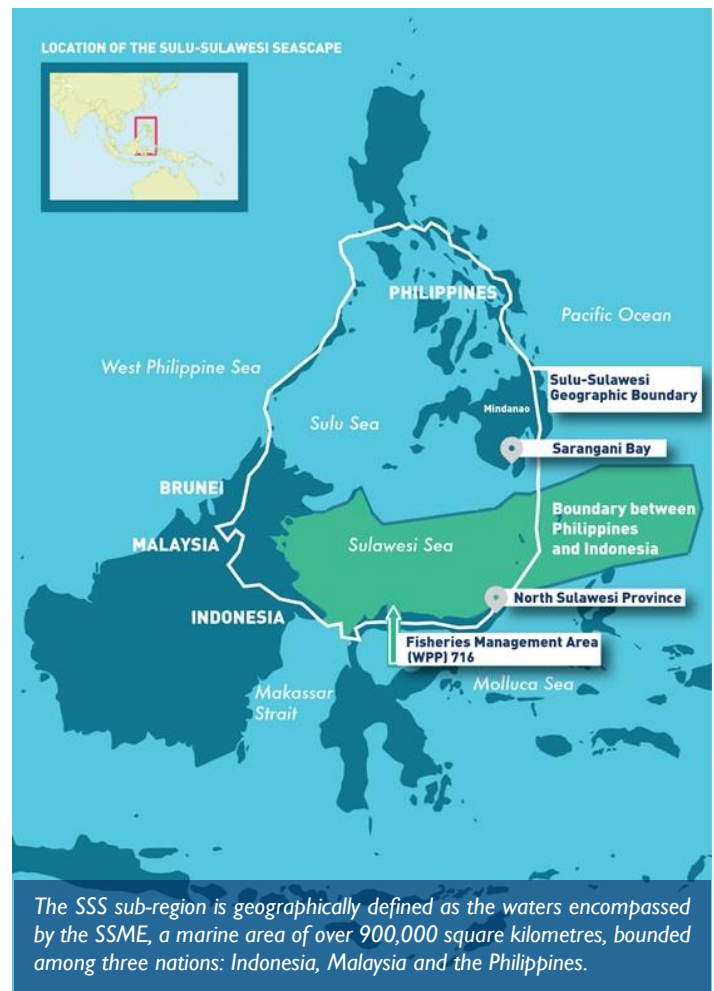 LOCATION OF THE SULU-SULAWESI SEASCAPE
PHILIPPINES
Pacific Ocean
West Philippine Sea
Sulu-Sulawesi
Geographic Boundary
Mindanao
Sulu Sea
Sarangani Bay
BRUNEI
Boundary between
Philippines
and Indonesia
MALAYSIA
Sulawesi Sea
North Sulawesi Province
INDONESIA
Fisheries Management Area
(WPP) 716
Makassar
Strait
Molluca Sea
The SSS sub-region is geographically defined as the waters encompassed
by the SSME, a marine area of over 900,000 square kilometres, bounded
among three nations: Indonesia, Malaysia and the Philippines.